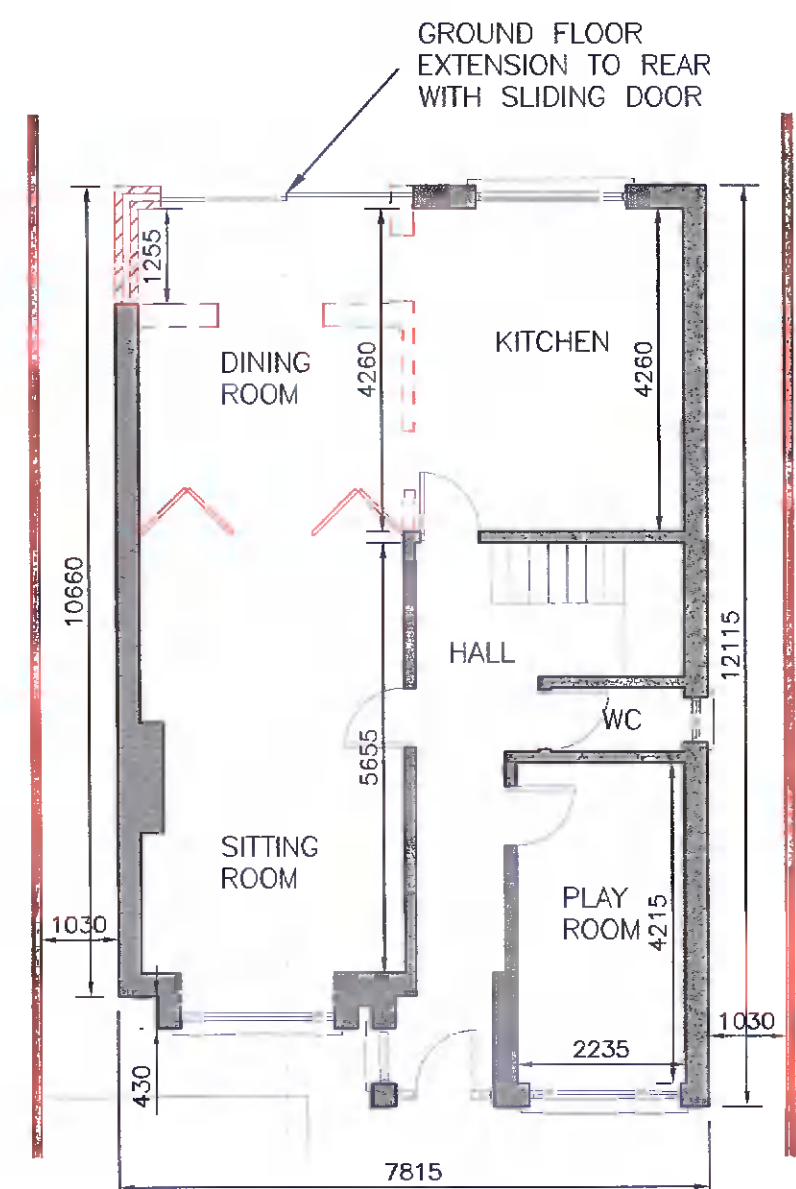 GROUND FLOOR
EXTENSION TO REAR
WITH SLIDING DOOR
1255
DINING
ROOM
4260
KITCHEN
4260
10660
HALL
12115
WC
5655
SITTING
ROOM
PLAY
ROOM
4215
1030
1030
2235
430
7815